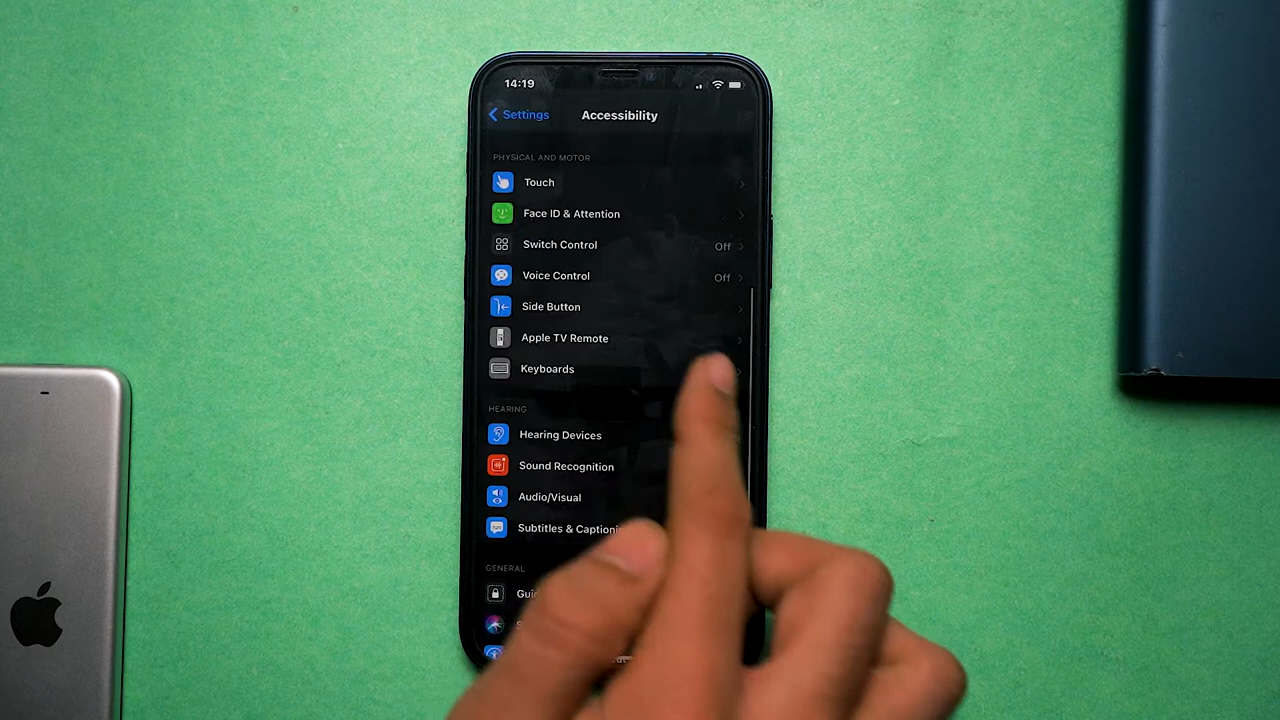 14:19
Settings
Accessibility
PHYSICAL AND MOTOR
Touch
Face ID & Attention
Switch Control Off
Voice Control Off
Side Button
Apple TV Remote
Keyboards
HEARING
Hearing Devices
Sound Recognition
Audio/Visual
Subtitles &
GENERAL